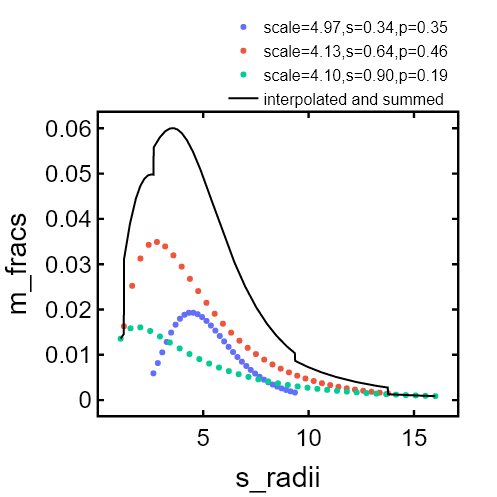 scale=4.97,s=0.34,p=0.35
scale=4.13,s=0.64,p=0.46
scale=4.10,s=0.90,p=0.19
interpolated and summed
0.06
0.05
0.04
0.03
0.02
0.01
0
m_fracs
5
10
15
s_radii